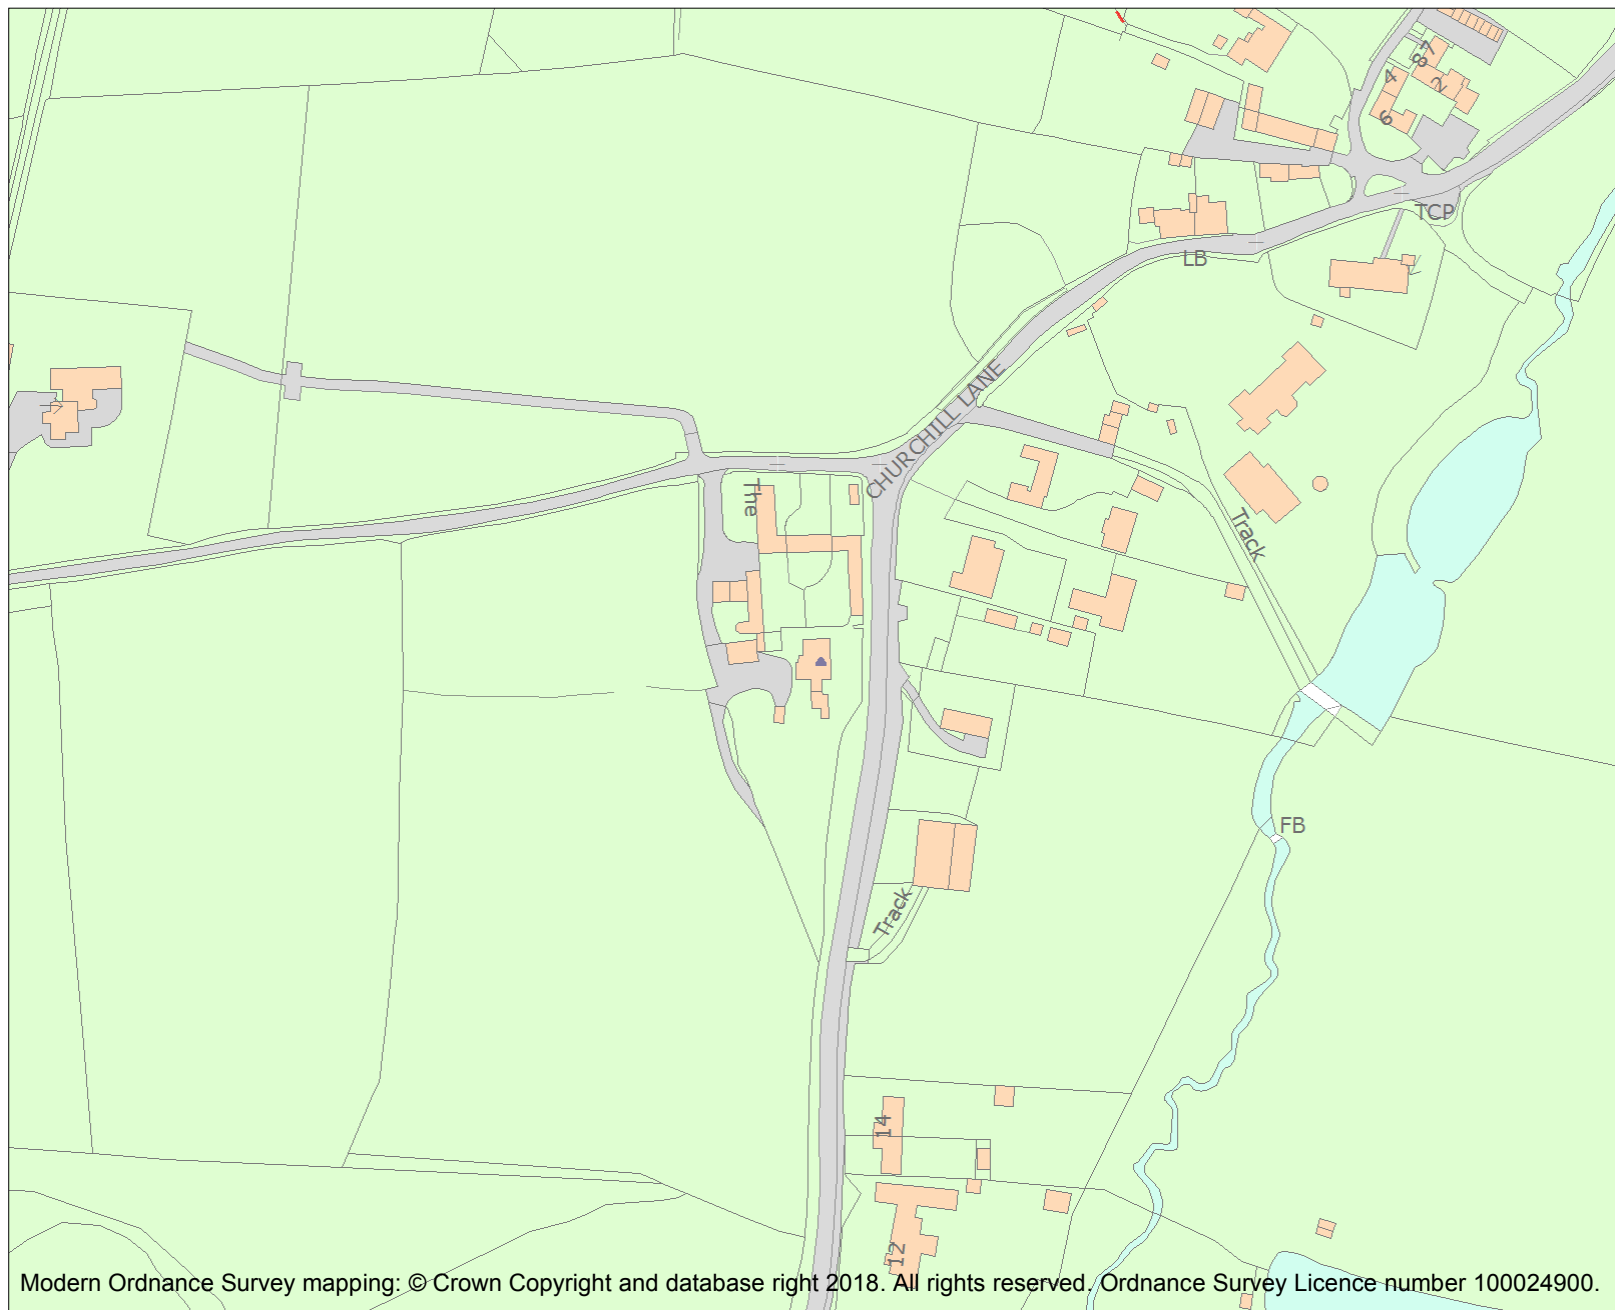 8 7
4
2
6
TCP
LB
CHURCHILL LANE
The
Track
FB
Track
14
12
Modern Ordnance Survey mapping: © Crown Copyright and database right 2018. All rights reserved. Ordnance Survey Licence number 100024900.